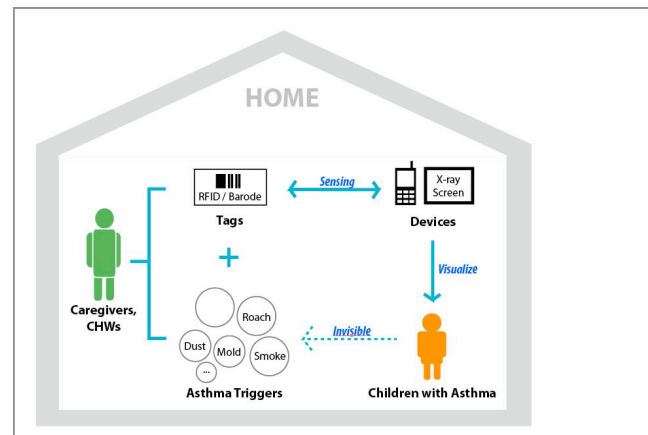 HOME
RFID / Barode
Tags
Sensing
X-ray
Screen
Devices
Caregivers,
CHWs
Visualize
Roach
Dust
Mold
Smoke
...
Asthma Triggers
Invisible
Children with Asthma